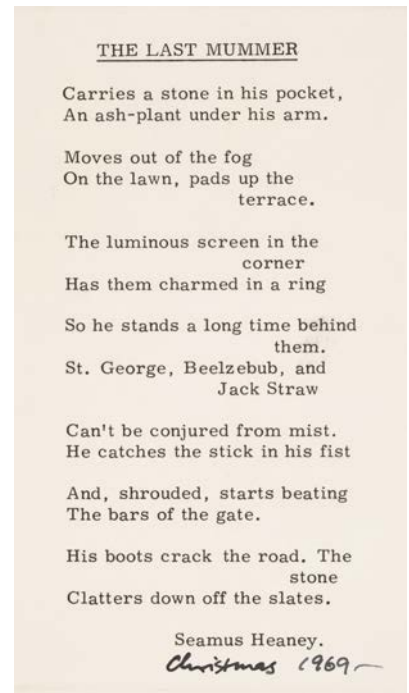 THE LAST MUMMER
Carries a stone in his pocket,
An ash-plant under his arm.
Moves out of the fog
On the lawn, pads up the
terrace.
The luminous screen in the
corner
Has them charmed in a ring
So he stands a long time behind
them.
St. George, Beelzebub, and
Jack Straw
Can't be conjured from mist.
He catches the stick in his fist
And, shrouded, starts beating
The bars of the gate.
His boots crack the road. The
stone
Clatters down off the slates.
Seamus Heaney.
Christmas 1969